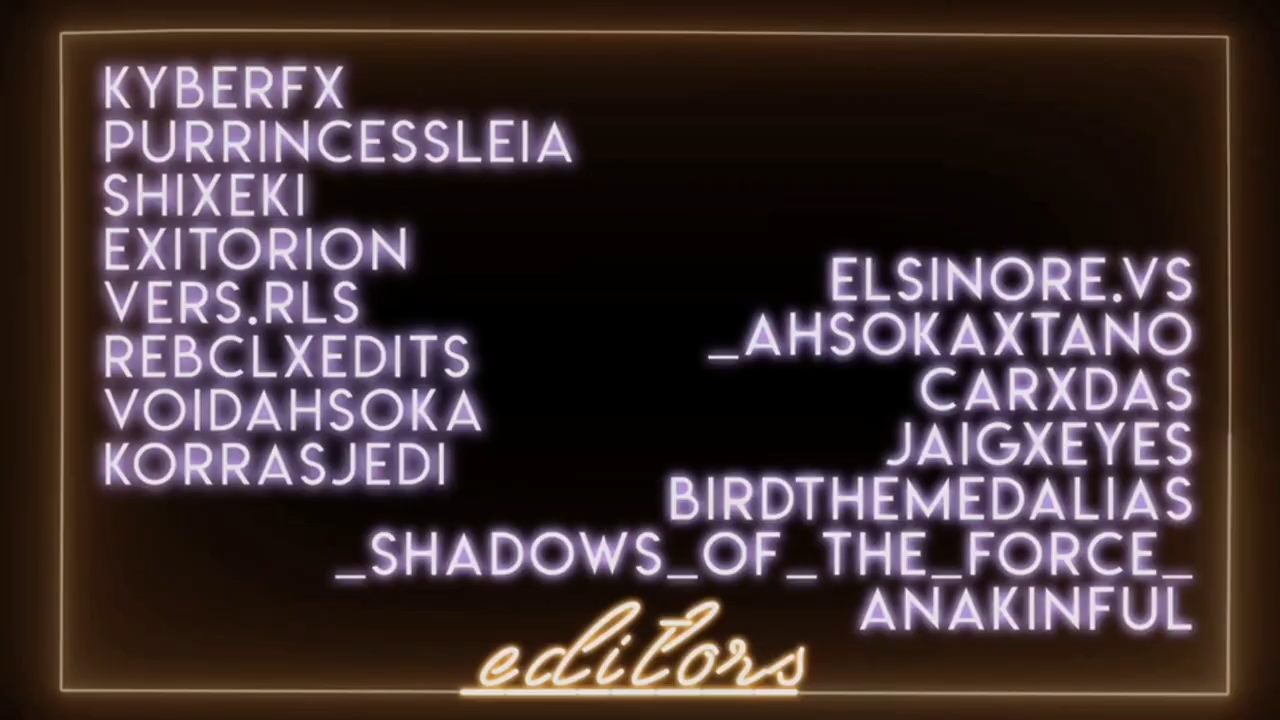 KYBERFX
PURRINCESSLEIA
SHIXEKI
EXITORION
VERS.RLS
REBCLXEDITS
VOIDAHSOKA
KORRASJEDI
ELSINORE.VS
_AHSOKAXTANO
CARXDAS
JAIGXEYES
BIRDTHEMEDALIAS
_SHADOWS_OF_THE_FORCE_
ANAKINFUL
editors